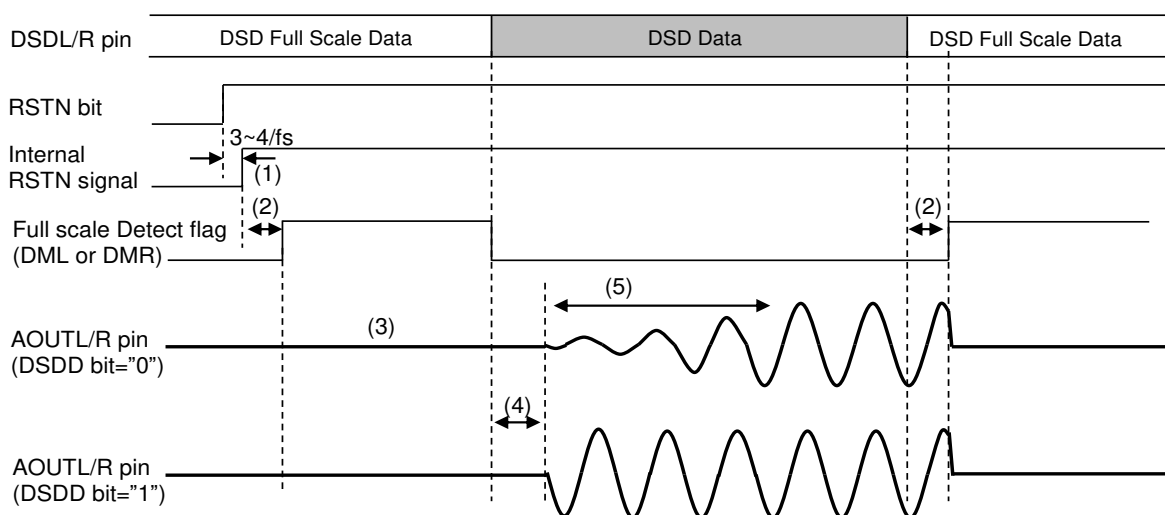 DSDL/R pin
DSD Full Scale Data
DSD Data
DSD Full Scale Data
RSTN bit
3~4/fs
Internal
RSTN signal
(1)
(2)
(2)
Full scale Detect flag
(DML or DMR)
(5)
(3)
AOUTL/R pin
(DSDD bit="0")
(4)
AOUTL/R pin
(DSDD bit="1")